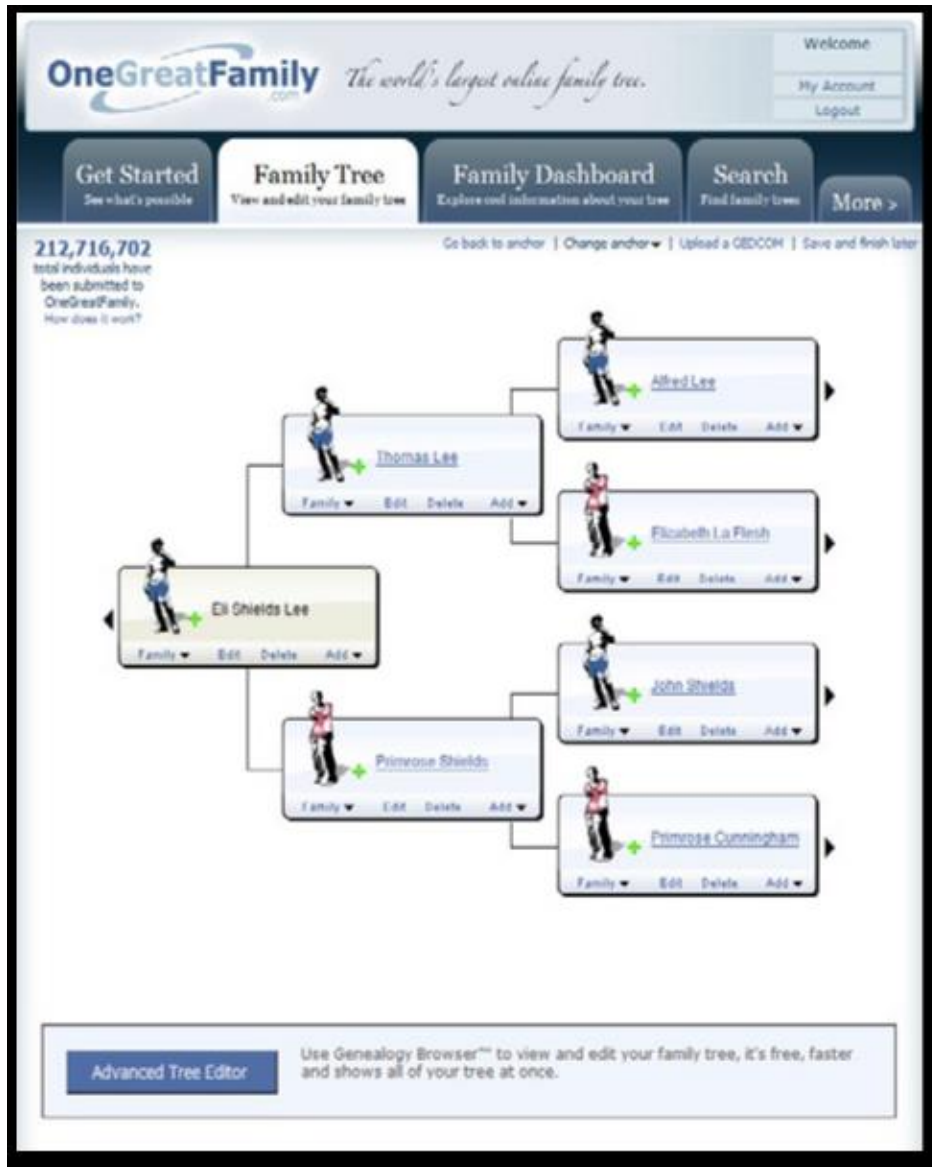 OneGreatFamily
.com
The world's largest online family tree.
Welcome
My Account
Logout
Get Started
See what's possible
Family Tree
View and edit your family tree
Family Dashboard
Explore cool information about your tree
Search
Find family trees
More >
212,716,702
total individuals have
been submitted to
OneGreatFamily.
How does it work?
Go back to anchor | Change anchor | Upload a GEDCOM | Save and finish later
Alfred Lee
Family Edit Delete Add
Thomas Lee
Family Edit Delete Add
Elizabeth La Flesh
Family Edit Delete Add
Eli Shields Lee
Family Edit Delete Add
John Shields
Family Edit Delete Add
Primrose Shields
Family Edit Delete Add
Primrose Cunningham
Family Edit Delete Add
Advanced Tree Editor
Use Genealogy Browser™ to view and edit your family tree, it's free, faster
and shows all of your tree at once.